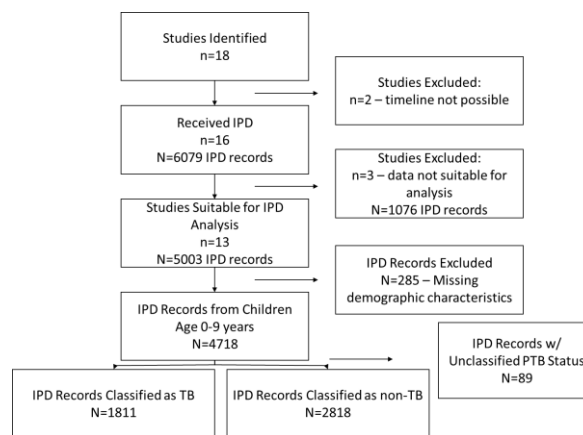 Studies Identified
n=18
Studies Excluded:
n=2 – timeline not possible
Received IPD
n=16
N=6079 IPD records
Studies Excluded:
n=3 – data not suitable for
analysis
N=1076 IPD records
Studies Suitable for IPD
Analysis
n=13
N=5003 IPD records
IPD Records Excluded
N=285 – Missing
demographic characteristics
IPD Records from Children
Age 0-9 years
N=4718
IPD Records w/
Unclassified PTB Status
N=89
IPD Records Classified as TB
N=1811
IPD Records Classified as non-TB
N=2818